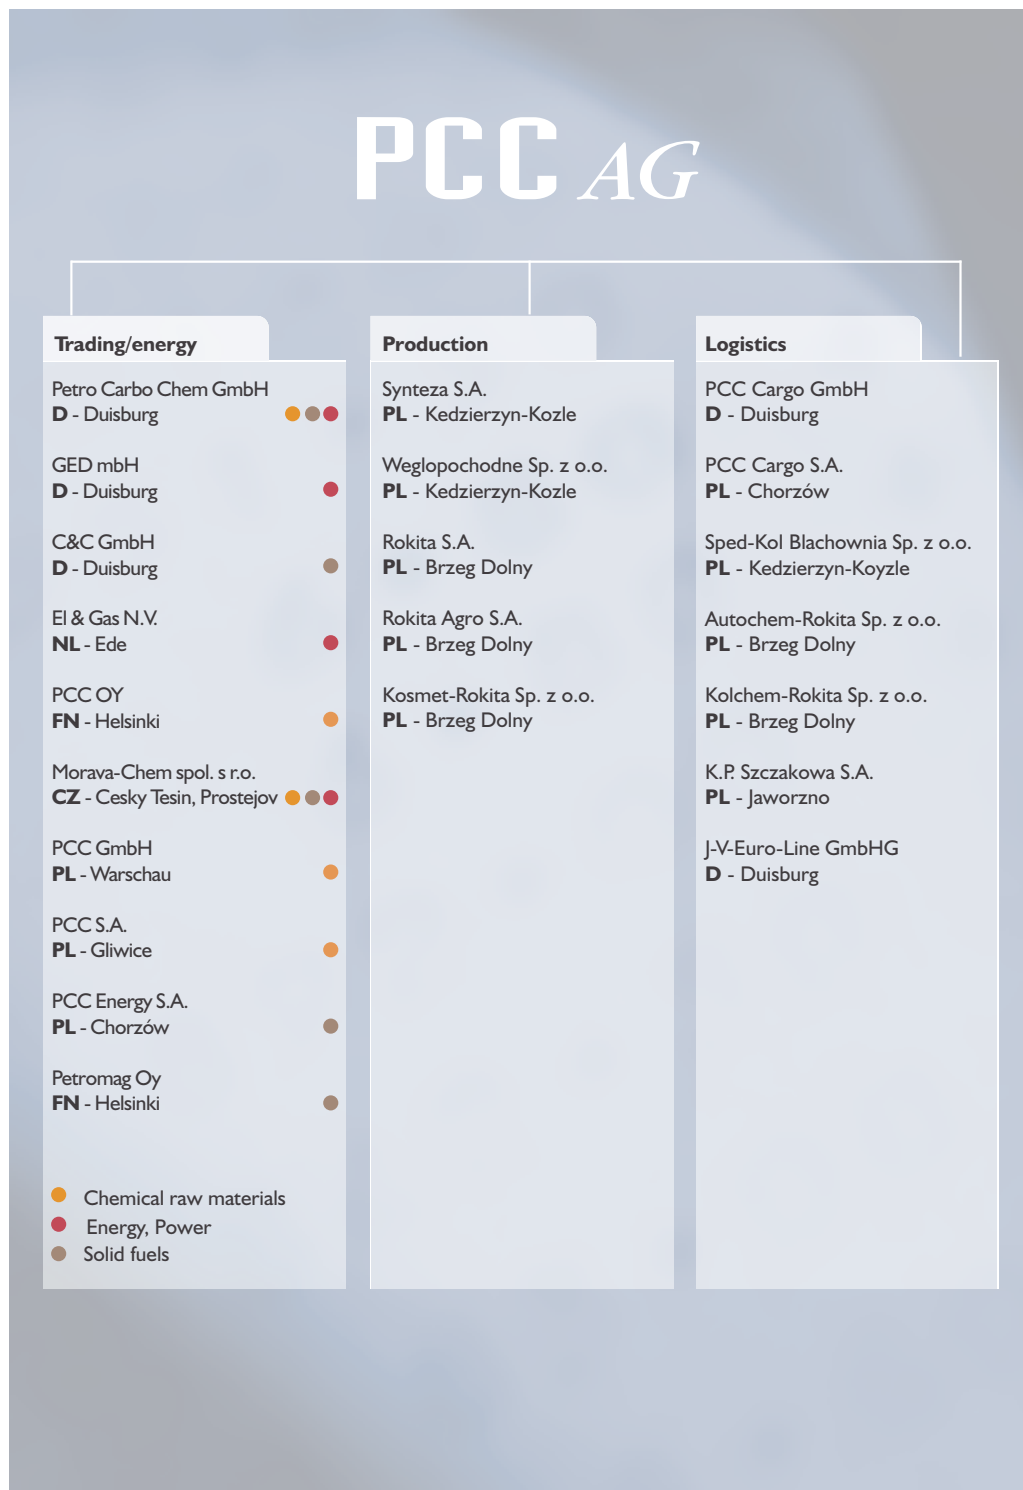 PCC AG
Trading/energy
Petro Carbo Chem GmbH
D - Duisburg
GED mbH
D - Duisburg
C&C GmbH
D - Duisburg
El & Gas N.V.
NL - Ede
PCC OY
FN - Helsinki
Morava-Chem spol. s r.o.
CZ - Cesky Tesin, Prostejov
PCC GmbH
PL - Warschau
PCC S.A.
PL - Gliwice
PCC Energy S.A.
PL - Chorzów
Petromag Oy
FN - Helsinki
Chemical raw materials
Energy, Power
Solid fuels
Production
Synteza S.A.
PL - Kedzierzyn-Kozle
Weglopochodne Sp. z o.o.
PL - Kedzierzyn-Kozle
Rokita S.A.
PL - Brzeg Dolny
Rokita Agro S.A.
PL - Brzeg Dolny
Kosmet-Rokita Sp. z o.o.
PL - Brzeg Dolny
Logistics
PCC Cargo GmbH
D - Duisburg
PCC Cargo S.A.
PL - Chorzów
Sped-Kol Blachownia Sp. z o.o.
PL - Kedzierzyn-Koyzle
Autochem-Rokita Sp. z o.o.
PL - Brzeg Dolny
Kolchem-Rokita Sp. z o.o.
PL - Brzeg Dolny
K.P. Szczakowa S.A.
PL - Jaworzno
J-V-Euro-Line GmbHG
D - Duisburg